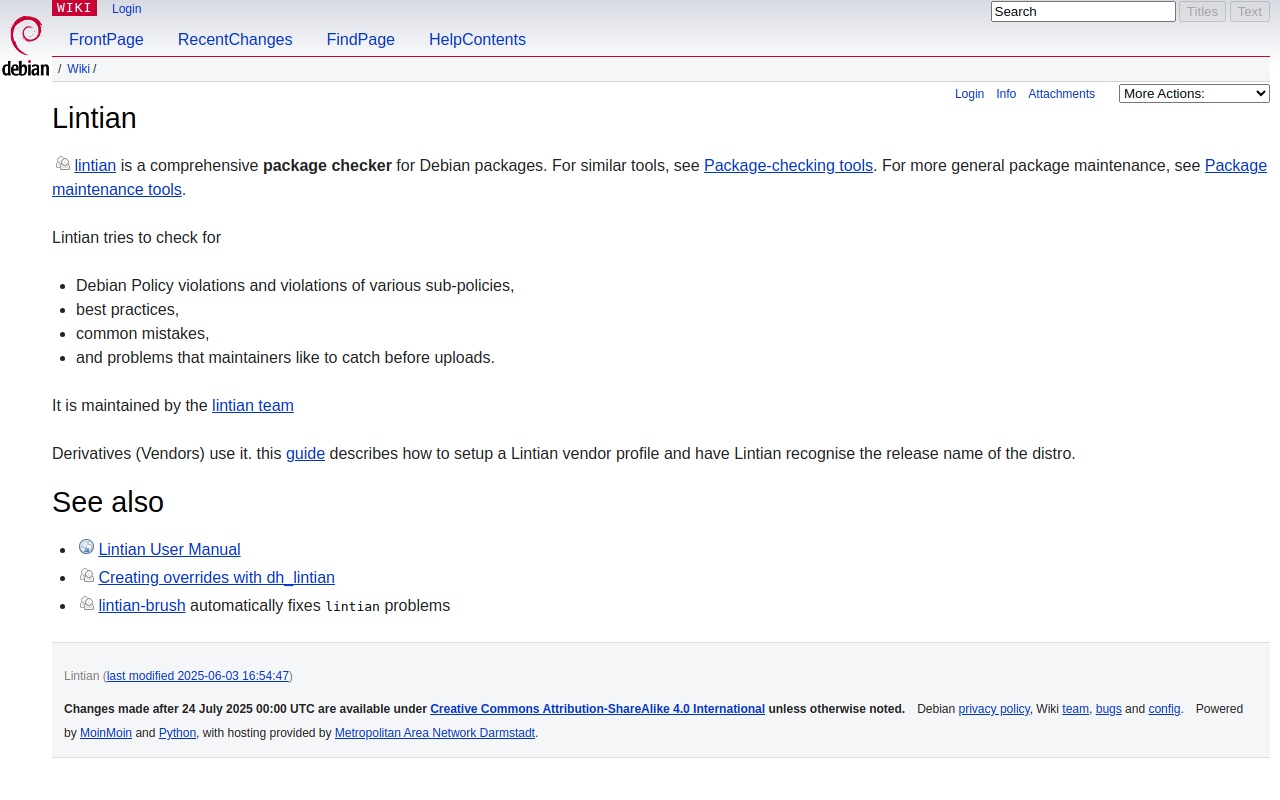 WIKI Login
Search Titles Text
FrontPage RecentChanges FindPage HelpContents
debian
/ Wiki /
Login Info Attachments More Actions:
Lintian
lintian is a comprehensive package checker for Debian packages. For similar tools, see Package-checking tools. For more general package maintenance, see Package
maintenance tools.
Lintian tries to check for
Debian Policy violations and violations of various sub-policies,
best practices,
common mistakes,
and problems that maintainers like to catch before uploads.
It is maintained by the lintian team
Derivatives (Vendors) use it. this guide describes how to setup a Lintian vendor profile and have Lintian recognise the release name of the distro.
See also
Lintian User Manual
Creating overrides with dh_lintian
lintian-brush automatically fixes lintian problems
Lintian (last modified 2025-06-03 16:54:47)
Changes made after 24 July 2025 00:00 UTC are available under Creative Commons Attribution-ShareAlike 4.0 International unless otherwise noted. Debian privacy policy, Wiki team, bugs and config. Powered
by MoinMoin and Python, with hosting provided by Metropolitan Area Network Darmstadt.